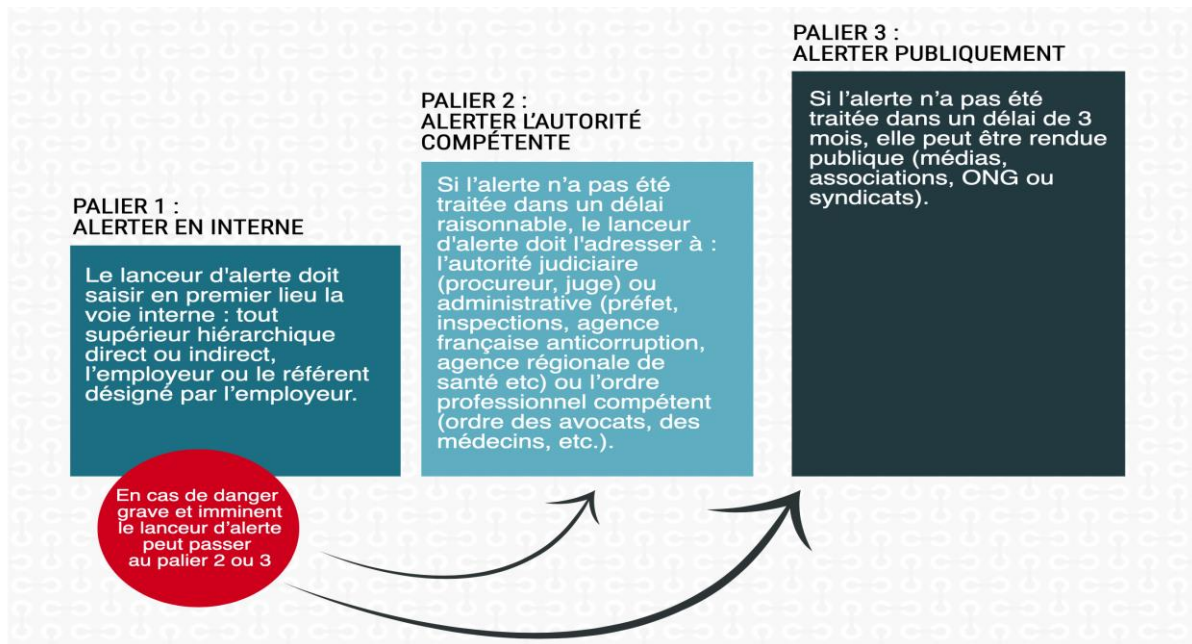 PALIER 1 :
ALERTER EN INTERNE
Le lanceur d'alerte doit
saisir en premier lieu la
voie interne : tout
supérieur hiérarchique
direct ou indirect,
l'employeur ou le référent
désigné par l'employeur.
En cas de danger
grave et imminent
le lanceur d'alerte
peut passer
au palier 2 ou 3
PALIER 2 :
ALERTER L'AUTORITÉ
COMPÉTENTE
Si l'alerte n'a pas été
traitée dans un délai
raisonnable, le lanceur
d'alerte doit l'adresser à :
l'autorité judiciaire
(procureur, juge) ou
administrative (préfet,
inspections, agence
française anticorruption,
agence régionale de
santé etc) ou l'ordre
professionnel compétent
(ordre des avocats, des
médecins, etc.).
PALIER 3 :
ALERTER PUBLIQUEMENT
Si l'alerte n'a pas été
traitée dans un délai de 3
mois, elle peut être rendue
publique (médias,
associations, ONG ou
syndicats).